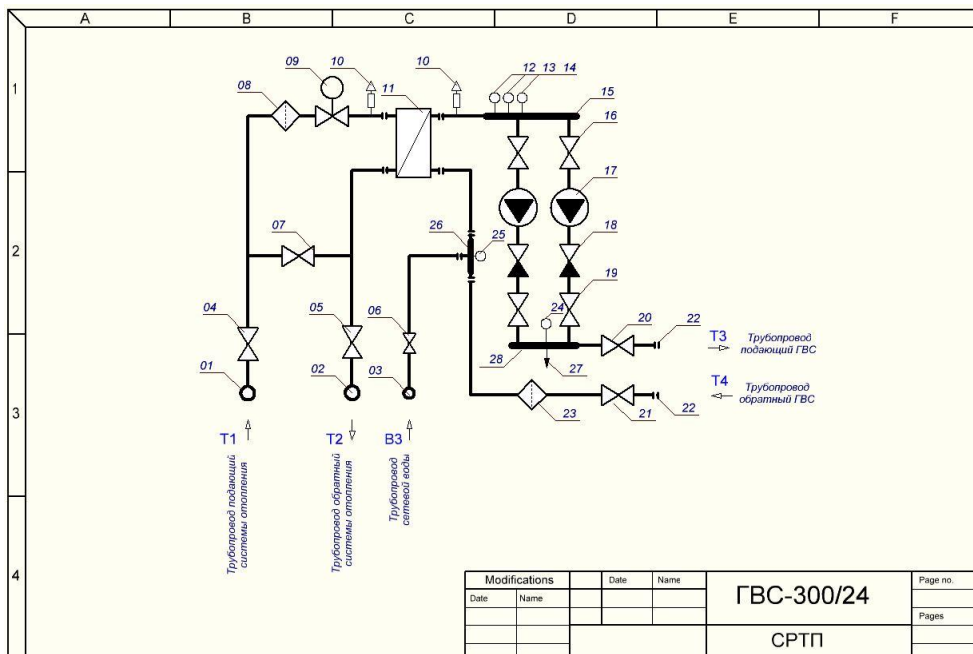 A B C D E F
1
2
3
4
09
10
10
12 13 14
08
11
15
16
17
07
26 25
18
19
04
05
06
24
20
22
01
02
03
28
27
23
21
22
T3
Трубопровод
подающий ГВС
T4
Трубопровод
обратный ГВС
T1
T2
B3
Трубопровод подающий
системы отопления
Трубопровод обратный
системы отопления
Трубопровод
сетевой воды
Modifications Date Name
Date Name
ГВС-300/24
СРТП
Page no.
Pages